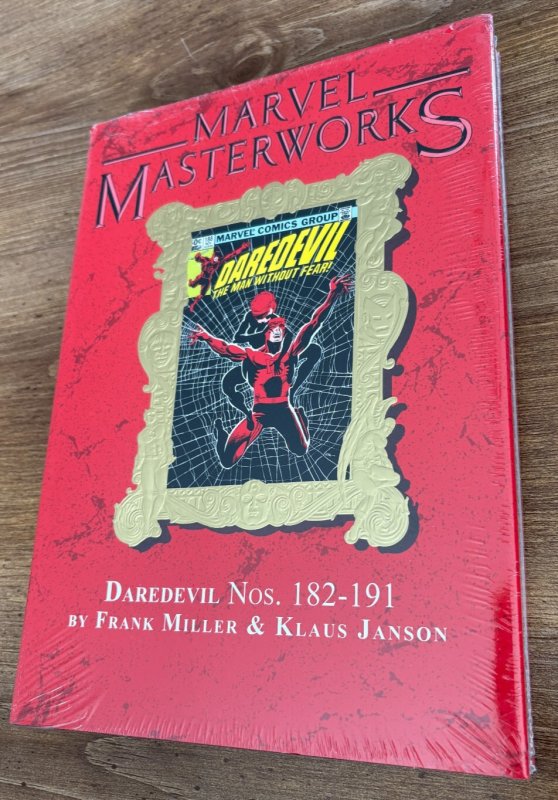 MARVEL
MASTERWORKS
MARVEL COMICS GROUP
188
DAREDEVIL
THE MAN WITHOUT FEAR!
DAREDEVIL NOS. 182-191
BY FRANK MILLER & KLAUS JANSON